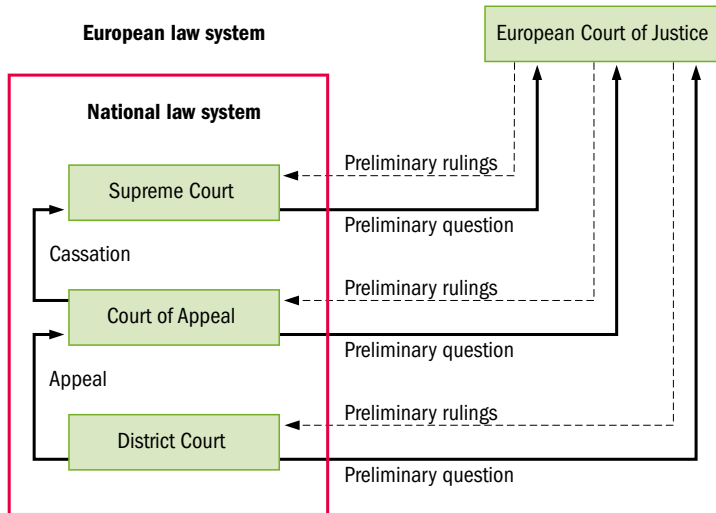 European law system
European Court of Justice
National law system
Preliminary rulings
Supreme Court
Preliminary question
Cassation
Preliminary rulings
Court of Appeal
Preliminary question
Appeal
Preliminary rulings
District Court
Preliminary question